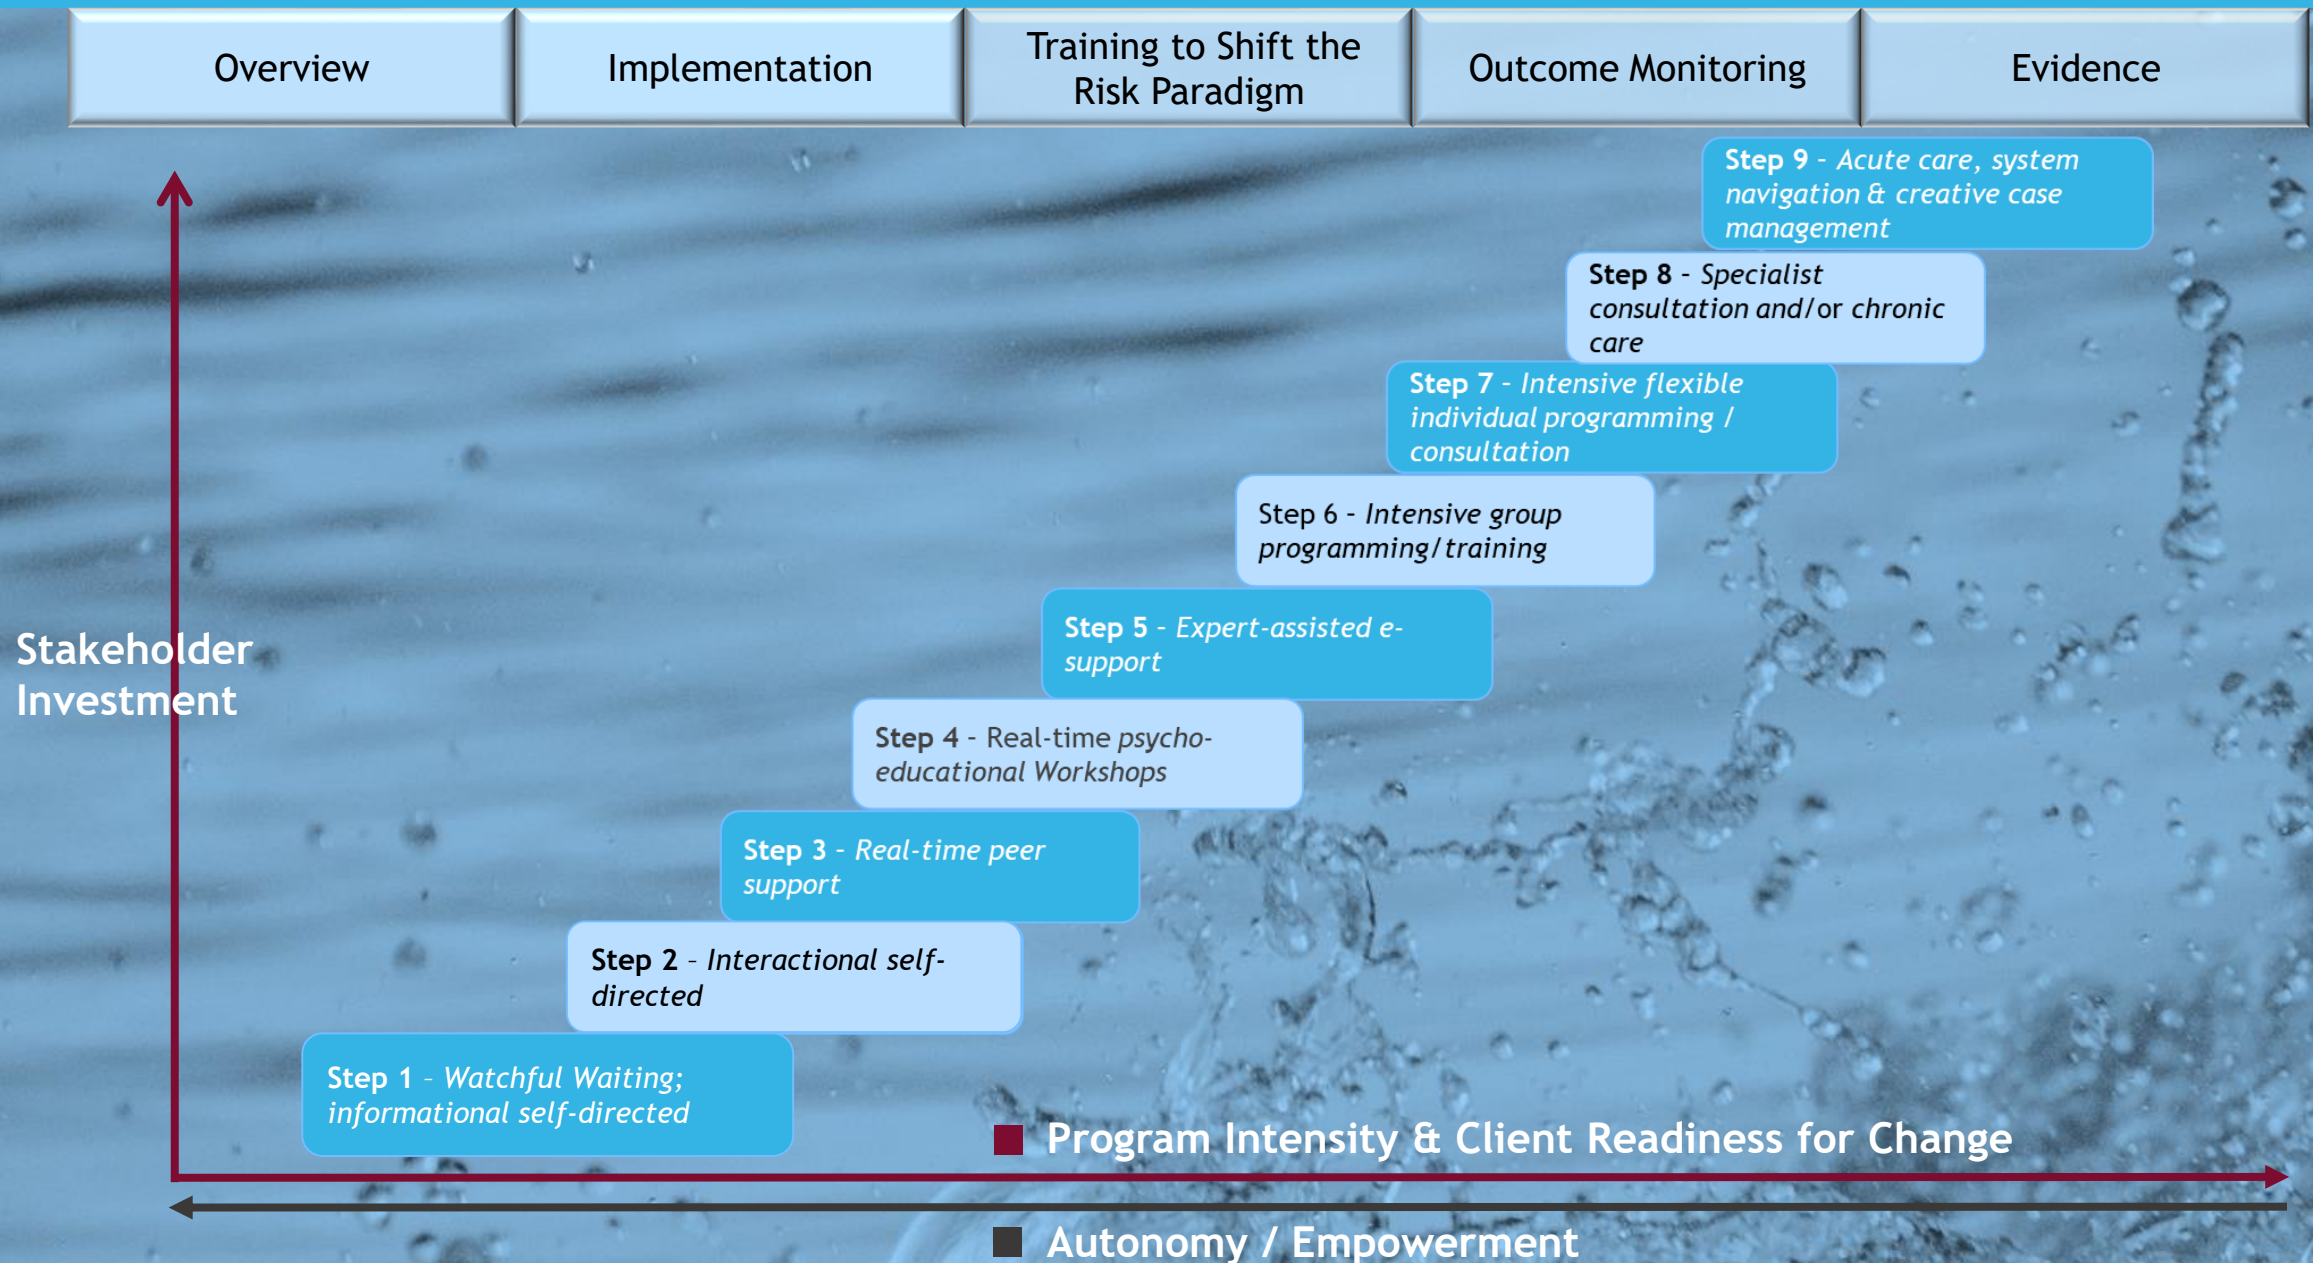 Overview
Implementation
Training to Shift the
Risk Paradigm
Outcome Monitoring
Evidence
Step 9 – Acute care, system
navigation & creative case
management
Step 8 – Specialist
consultation and/or chronic
care
Step 7 – Intensive flexible
individual programming /
consultation
Step 6 – Intensive group
programming/training
Step 5 – Expert-assisted e-
support
Stakeholder
Investment
Step 4 – Real-time psycho-
educational Workshops
Step 3 – Real-time peer
support
Step 2 – Interactional self-
directed
Step 1 – Watchful Waiting;
informational self-directed
Program Intensity & Client Readiness for Change
Autonomy / Empowerment